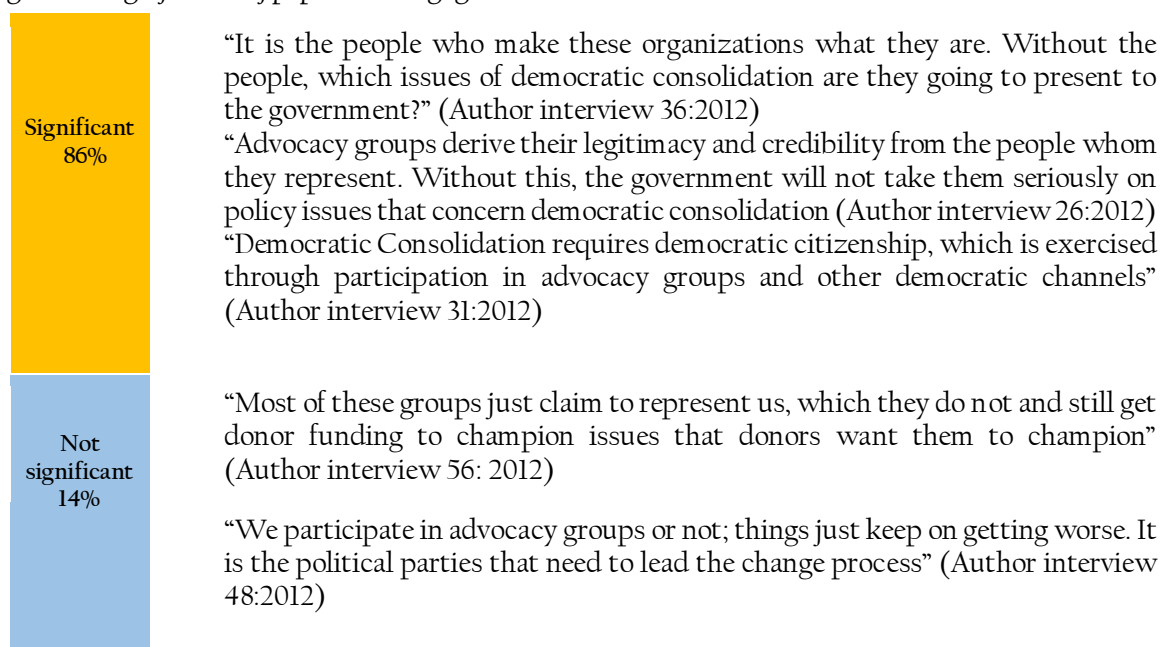 Significant
86%
“It is the people who make these organizations what they are. Without the
people, which issues of democratic consolidation are they going to present to
the government?” (Author interview 36:2012)
“Advocacy groups derive their legitimacy and credibility from the people whom
they represent. Without this, the government will not take them seriously on
policy issues that concern democratic consolidation (Author interview 26:2012)
“Democratic Consolidation requires democratic citizenship, which is exercised
through participation in advocacy groups and other democratic channels”
(Author interview 31:2012)
Not
significant
14%
“Most of these groups just claim to represent us, which they do not and still get
donor funding to champion issues that donors want them to champion”
(Author interview 56: 2012)
“We participate in advocacy groups or not; things just keep on getting worse. It
is the political parties that need to lead the change process” (Author interview
48:2012)